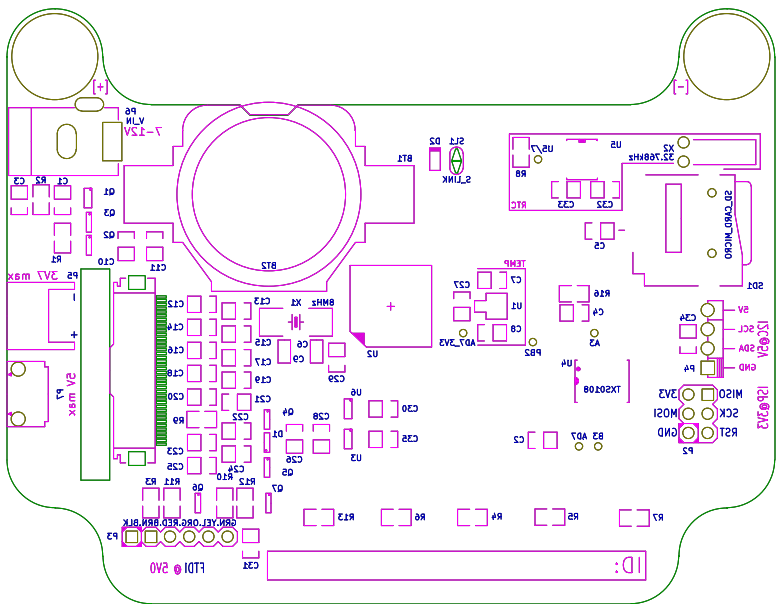 [+]
[-]
P6
V_IN
7-12V
D2
SL1
S_LINK
BT1
U5/7
U5
X2
32.768kHz
R8
C33
C32
RTC
C3
R2
C1
Q1
Q3
Q2
R1
C10
C11
C5
SD_CARD_MICRO
SD1
3V7 max
P5
-
+
BT2
TEMP
C7
C27
U1
C8
AD7_3V3
PB2
R16
C4
A3
C12
C13
C14
C15
C16
C17
C18
C19
C20
C21
R9
C22
C23
C24
C25
X1
8MHz
C6
C9
C29
U2
C34
5V
SCL
SDA
GND
P4
I2C@5V
5V max
P7
U4
TXS0108
3V3
MISO
MOSI
SCK
GND
RST
P2
ISP@3V3
U6
C30
Q4
C28
D1
C26
U3
C35
Q5
C2
AD7
B3
R10
R3
R11
Q6
R12
Q7
R13
R6
R4
R5
R7
GRN.YEL.ORG.RED.BRN.BLK
P3
FTDI @ 5V0
C31
ID: